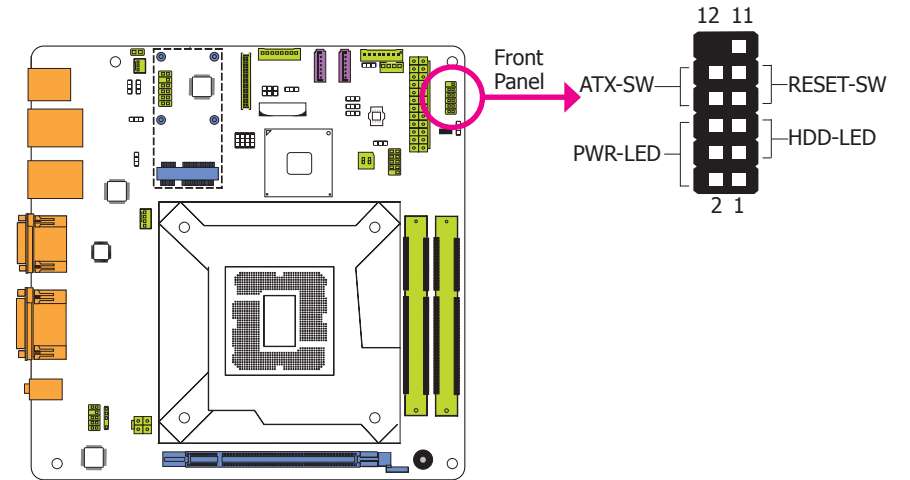 12 11
Front
Panel
ATX-SW
RESET-SW
HDD-LED
PWR-LED
2 1